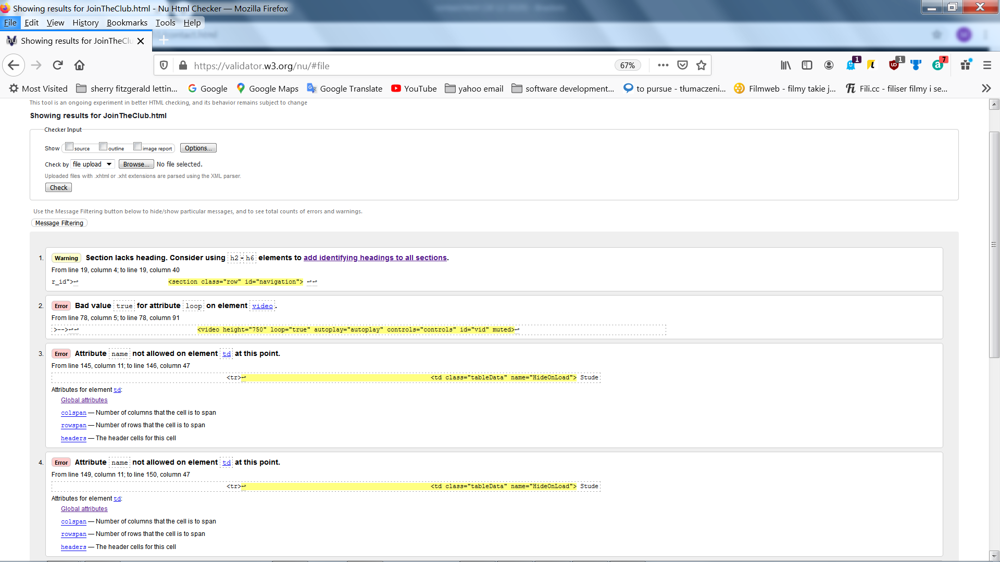 Showing results for JoinTheClub.html - Nu Html Checker — Mozilla Firefox
File Edit View History Bookmarks Tools Help
Showing results for JoinTheClu
https://validator.w3.org/nu/#file 67% 1 1 7
Most Visited sherry fitzgerald lettin... Google Google Maps Google Translate YouTube yahoo email software development... to pursue - tłumaczeni... Filmweb - filmy takie j... Fili.cc - filiser filmy i se...
This tool is an ongoing experiment in better HTML checking, and its behavior remains subject to change
Showing results for JoinTheClub.html
Checker Input
Show source outline image report Options...
Check by file upload Browse... No file selected.
Uploaded files with .xhtml or .xht extensions are parsed using the XML parser.
Check
Use the Message Filtering button below to hide/show particular messages, and to see total counts of errors and warnings.
Message Filtering
1. Warning Section lacks heading. Consider using h2-h6 elements to add identifying headings to all sections.
From line 19, column 4; to line 19, column 40
r_id">↩ <section class="row" id="navigation"> ↩↩
2. Error Bad value true for attribute loop on element video.
From line 78, column 5; to line 78, column 91
>-->↩↩ <video height="750" loop="true" autoplay="autoplay" controls="controls" id="vid" muted>↩
3. Error Attribute name not allowed on element td at this point.
From line 145, column 11; to line 146, column 47
<tr>↩ <td class="tableData" name="HideOnLoad"> Stude
Attributes for element td:
Global attributes
colspan — Number of columns that the cell is to span
rowspan — Number of rows that the cell is to span
headers — The header cells for this cell
4. Error Attribute name not allowed on element td at this point.
From line 149, column 11; to line 150, column 47
<tr>↩ <td class="tableData" name="HideOnLoad"> Stude
Attributes for element td:
Global attributes
colspan — Number of columns that the cell is to span
rowspan — Number of rows that the cell is to span
headers — The header cells for this cell